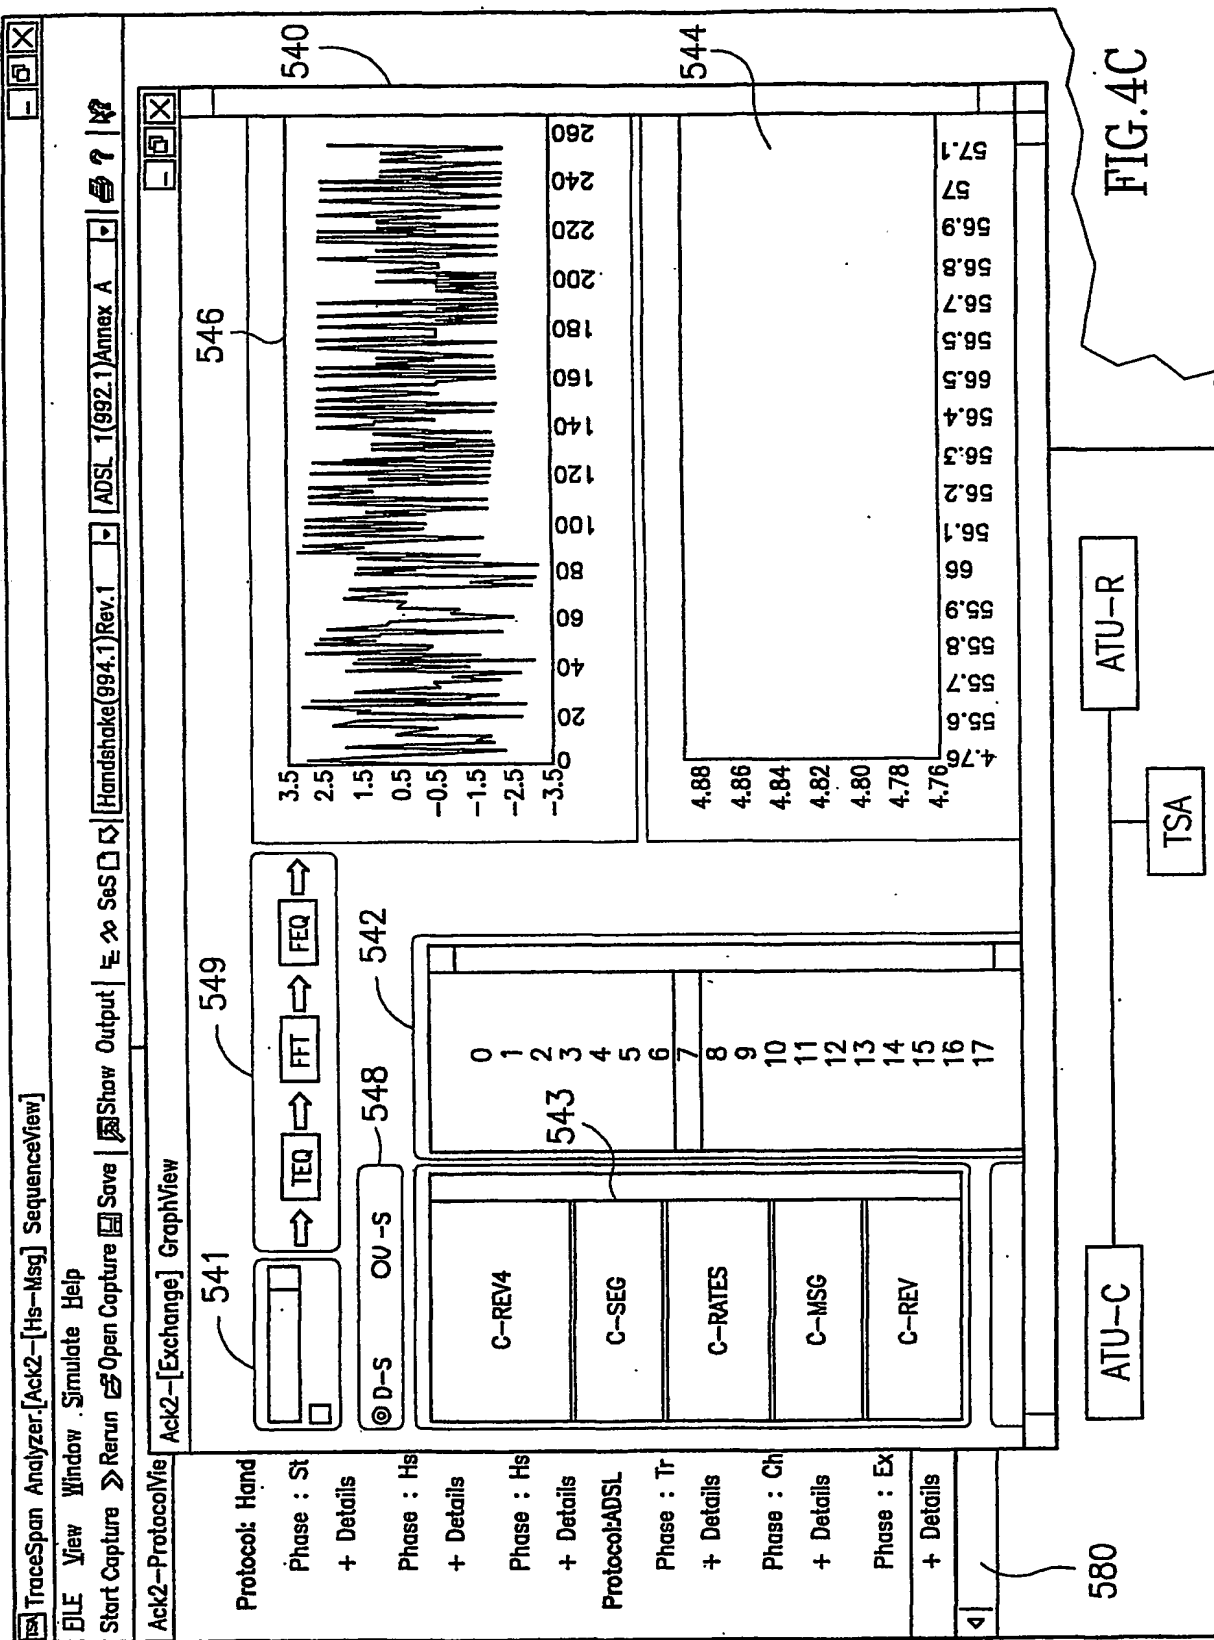 TSA TraceSpan Analyzer.[Ack2-[Hs-Msg] SequenceView]
FILE View Window Simulate Help
Start Capture Rerun Open Capture Save Show Output SeS Handshake(994.1)Rev.1 ADSL 1(992.1)Annex A ?
Ack2-ProtocolVie
Protocol: Hand
Phase : St
+ Details
Phase : Hs
+ Details
Phase : Hs
+ Details
Protocol:ADSL
Phase : Tr
+ Details
Phase : Ch
+ Details
Phase : Ex
+ Details
580
Ack2-[Exchange] GraphView
541
549
TEQ FFT FEQ
D-S OV-S
548
542
543
C-REV4
C-SEG
C-RATES
C-MSG
C-REV
0
1
2
3
4
5
6
7
8
9
10
11
12
13
14
15
16
17
546
540
3.5
2.5
1.5
0.5
-0.5
-1.5
-2.5
-3.5
0 20 40 60 80 100 120 140 160 180 200 220 240 260
544
4.88
4.86
4.84
4.82
4.80
4.78
4.76
4.76 55.6 55.7 55.8 55.9 66 56.1 56.2 56.3 56.4 66.5 56.5 56.7 56.8 56.9 57 57.1
ATU-C
TSA
ATU-R
FIG.4C